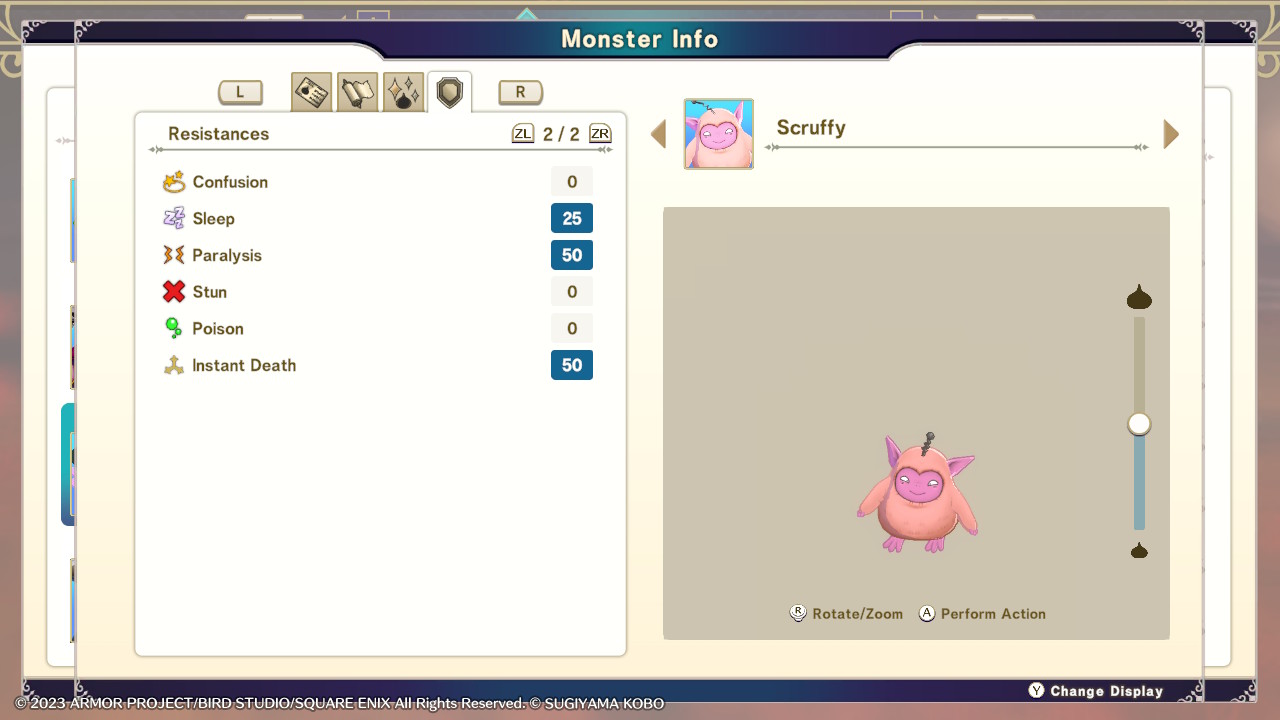 Monster Info
L
R
Resistances
ZL 2 / 2 ZR
Scruffy
Confusion 0
Sleep 25
Paralysis 50
Stun 0
Poison 0
Instant Death 50
R Rotate/Zoom A Perform Action
Y Change Display
© 2023 ARMOR PROJECT/BIRD STUDIO/SQUARE ENIX All Rights Reserved. © SUGIYAMA KOBO